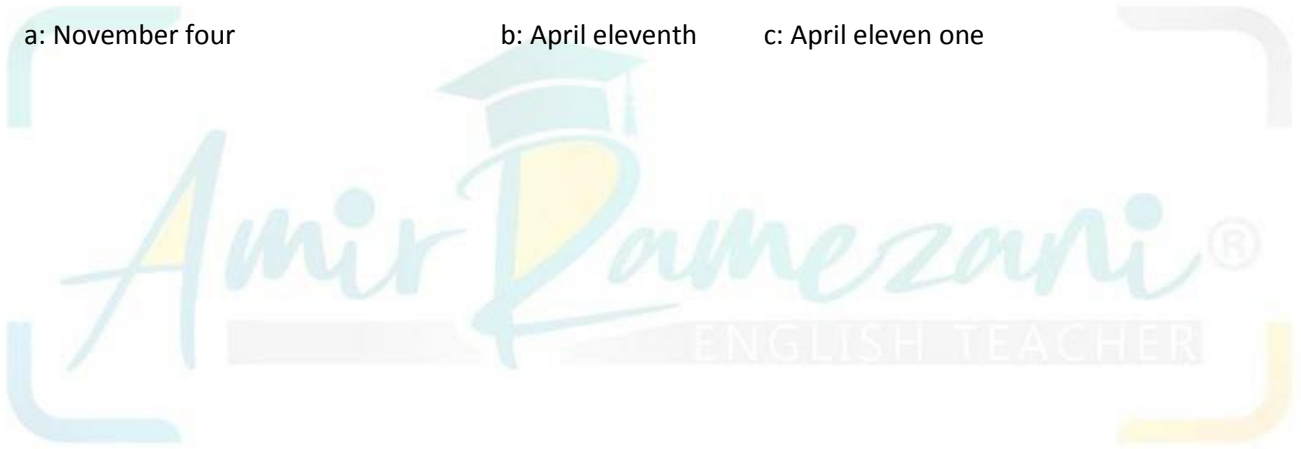 a: November four b: April eleventh c: April eleven one
Amir Ramezani ®
ENGLISH TEACHER